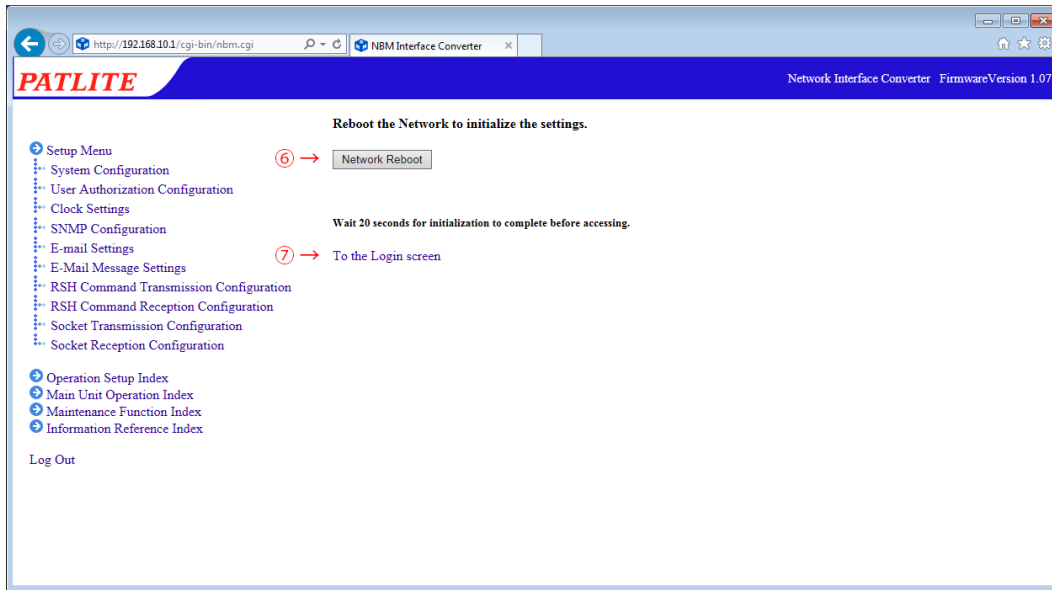 http://192.168.10.1/cgi-bin/nbm.cgi
NBM Interface Converter
PATLITE
Network Interface Converter FirmwareVersion 1.07
Reboot the Network to initialize the settings.
Setup Menu
⑥ → Network Reboot
System Configuration
User Authorization Configuration
Clock Settings
SNMP Configuration
Wait 20 seconds for initialization to complete before accessing.
E-mail Settings
⑦ → To the Login screen
E-Mail Message Settings
RSH Command Transmission Configuration
RSH Command Reception Configuration
Socket Transmission Configuration
Socket Reception Configuration
Operation Setup Index
Main Unit Operation Index
Maintenance Function Index
Information Reference Index
Log Out